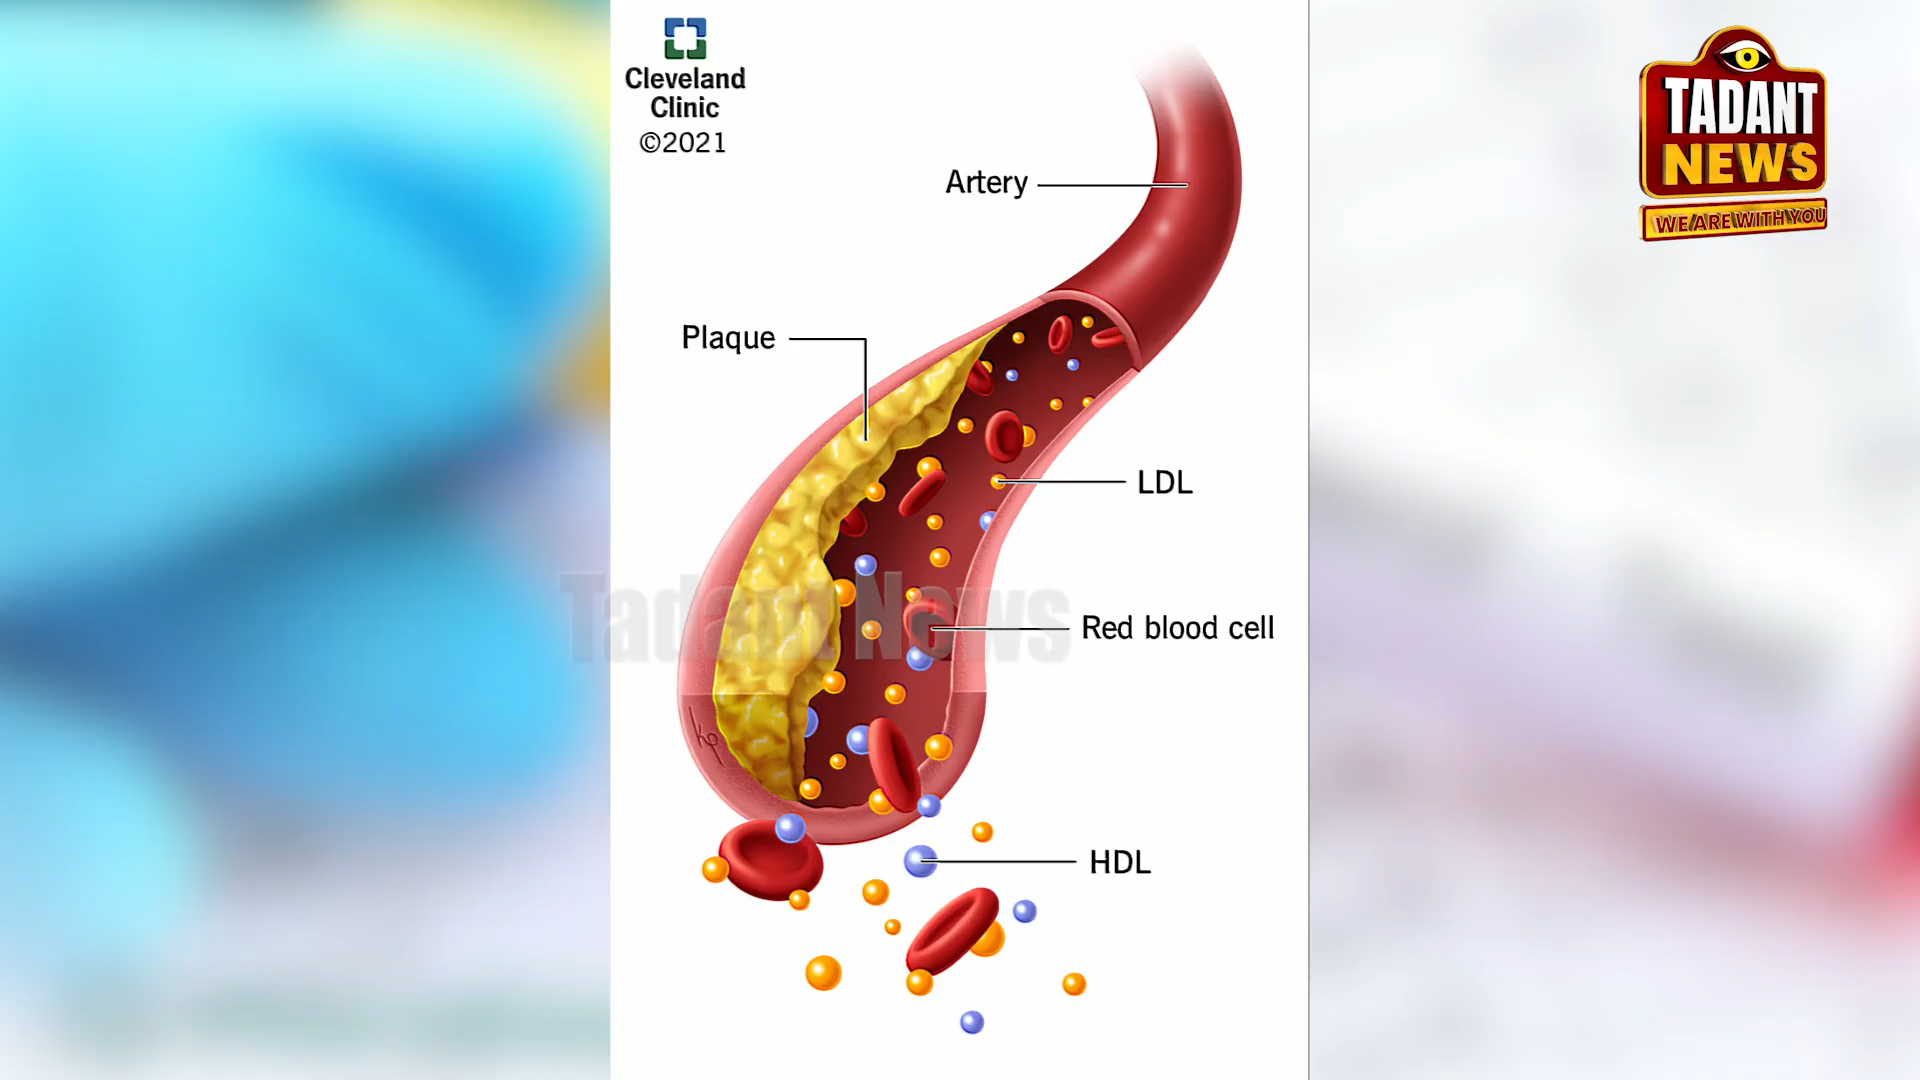 Cleveland
Clinic
©2021
Artery
Plaque
LDL
Red blood cell
HDL
TADANT
NEWS
WE ARE WITH YOU
Tadant News